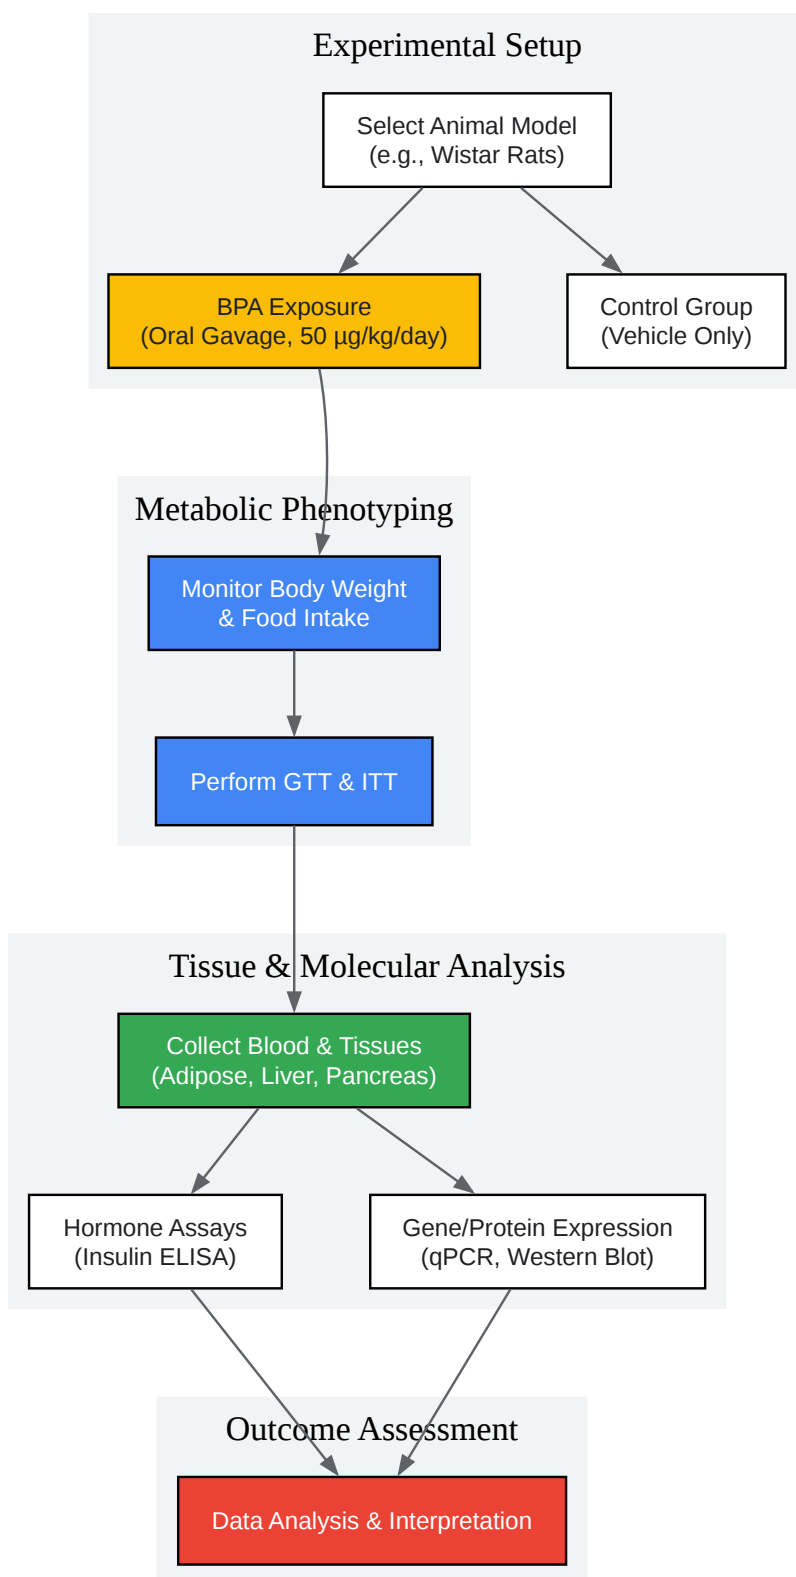 Experimental Setup
Select Animal Model
(e.g., Wistar Rats)
BPA Exposure
(Oral Gavage, 50 µg/kg/day)
Control Group
(Vehicle Only)
Metabolic Phenotyping
Monitor Body Weight
& Food Intake
Perform GTT & ITT
Tissue & Molecular Analysis
Collect Blood & Tissues
(Adipose, Liver, Pancreas)
Hormone Assays
(Insulin ELISA)
Gene/Protein Expression
(qPCR, Western Blot)
Outcome Assessment
Data Analysis & Interpretation